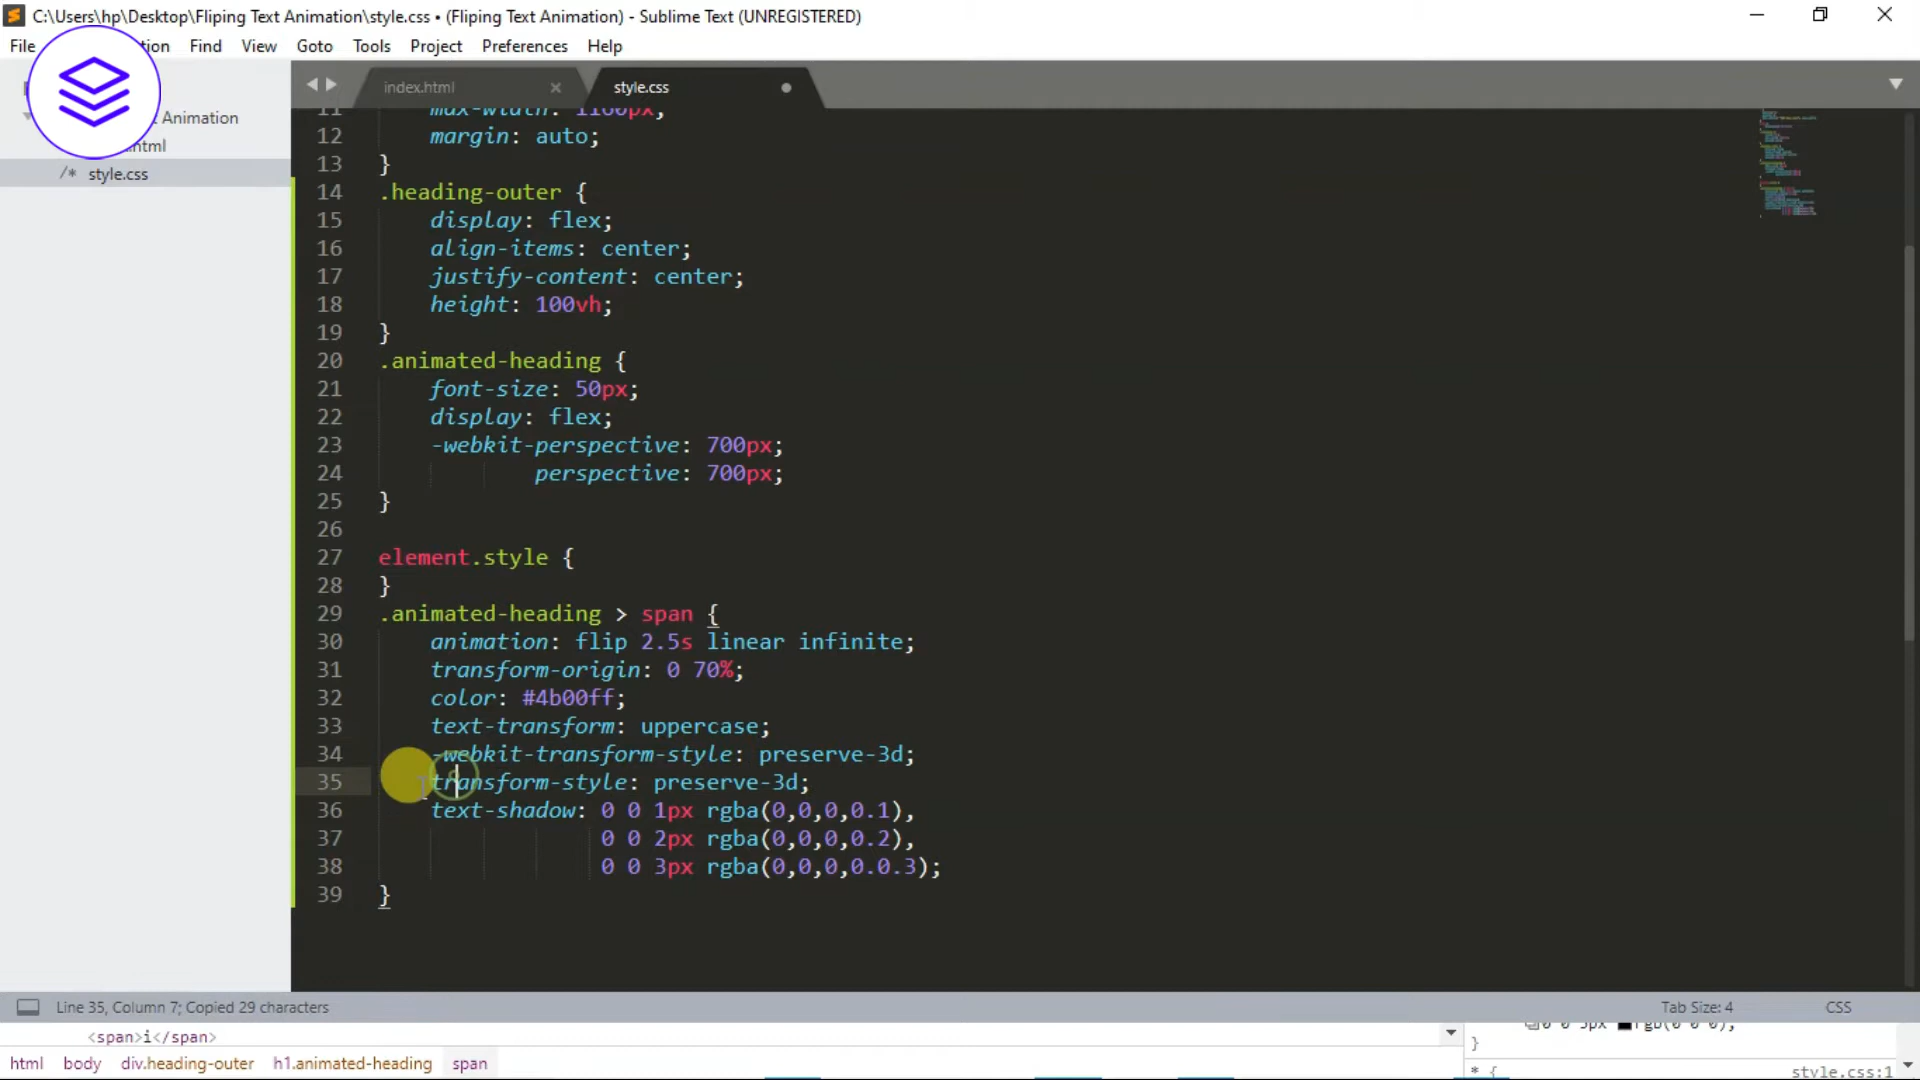 C:\Users\hp\Desktop\Fliping Text Animation\style.css • (Fliping Text Animation) - Sublime Text (UNREGISTERED)
File tion Find View Goto Tools Project Preferences Help
index.html × style.css
t Animation
.html
/* style.css
11 max-width: 1160px;
12 margin: auto;
13 }
14 .heading-outer {
15 display: flex;
16 align-items: center;
17 justify-content: center;
18 height: 100vh;
19 }
20 .animated-heading {
21 font-size: 50px;
22 display: flex;
23 -webkit-perspective: 700px;
24 perspective: 700px;
25 }
26
27 element.style {
28 }
29 .animated-heading > span {
30 animation: flip 2.5s linear infinite;
31 transform-origin: 0 70%;
32 color: #4b00ff;
33 text-transform: uppercase;
34 -webkit-transform-style: preserve-3d;
35 transform-style: preserve-3d;
36 text-shadow: 0 0 1px rgba(0,0,0,0.1),
37 0 0 2px rgba(0,0,0,0.2),
38 0 0 3px rgba(0,0,0,0.0.3);
39 }
Line 35, Column 7; Copied 29 characters Tab Size: 4 CSS
<span>i</span>
}
html body div.heading-outer h1.animated-heading span
* { style.css:1